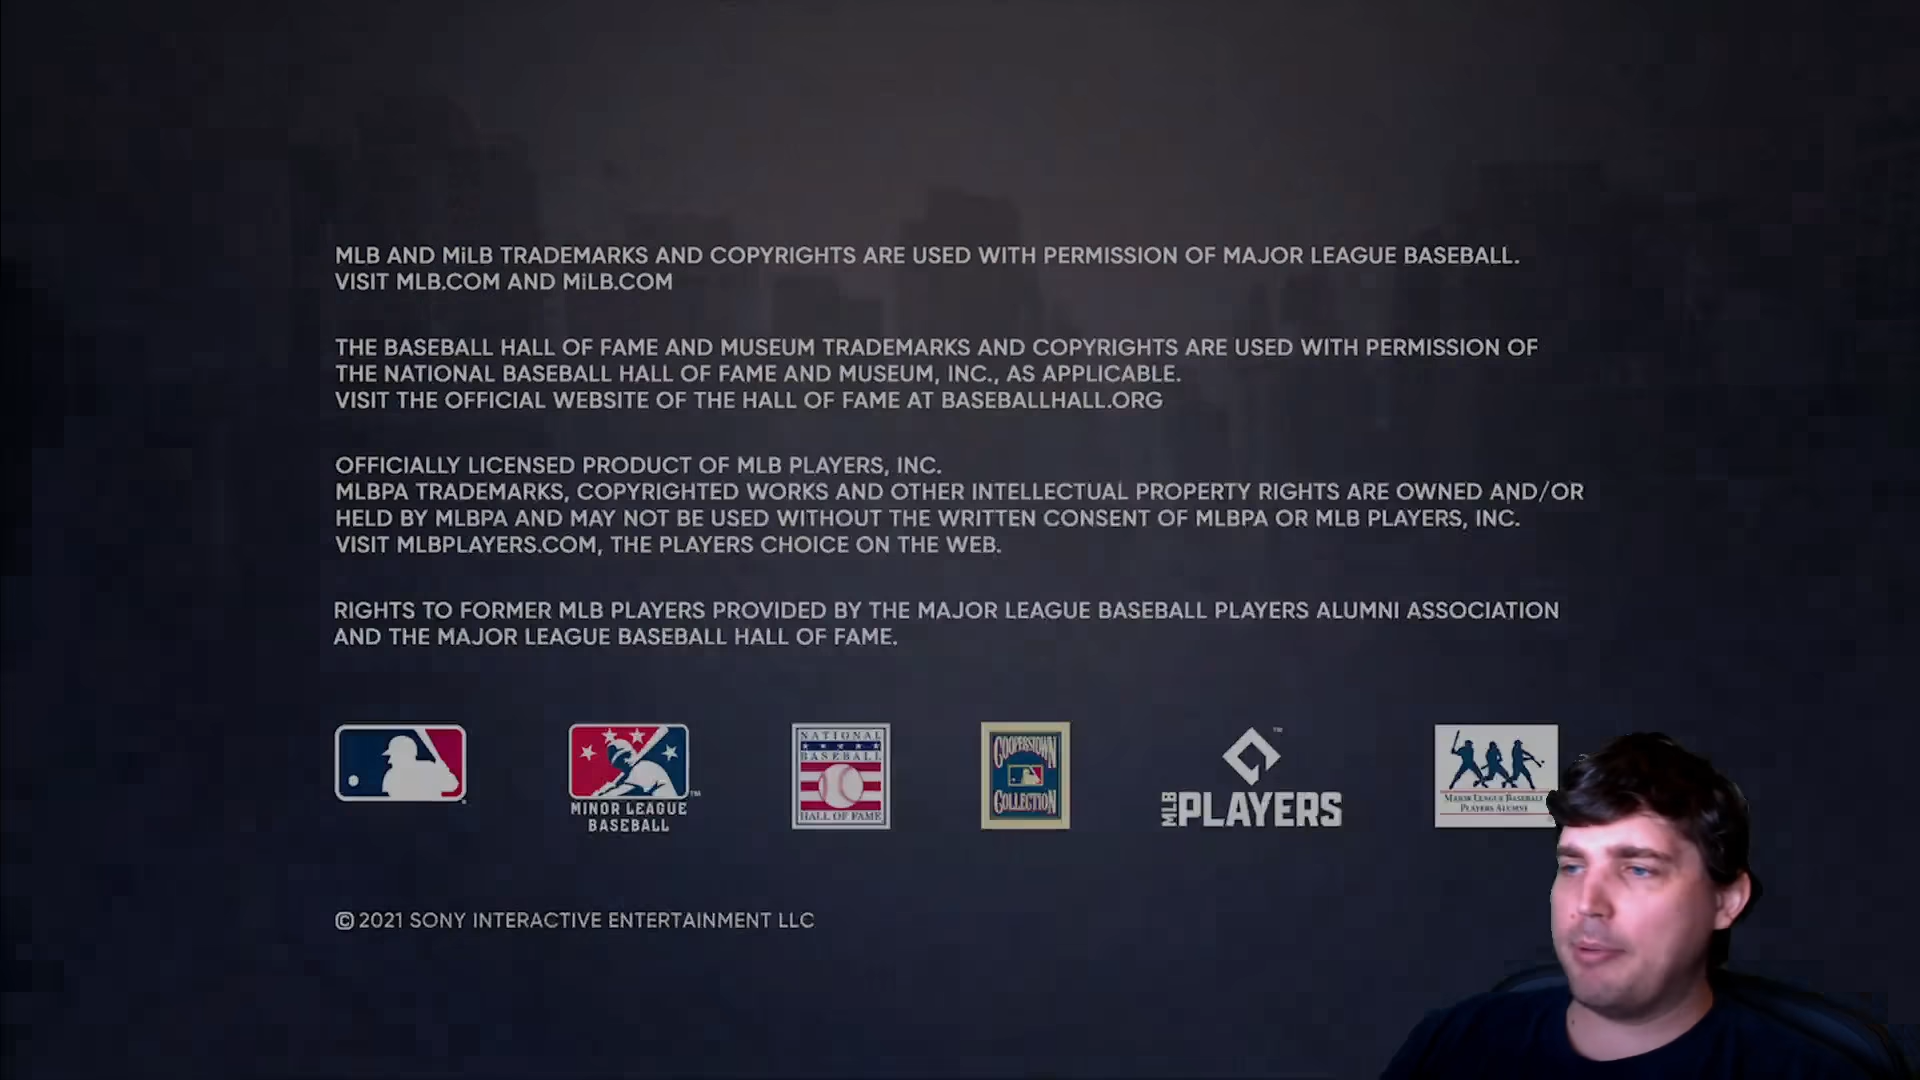 MLB AND MiLB TRADEMARKS AND COPYRIGHTS ARE USED WITH PERMISSION OF MAJOR LEAGUE BASEBALL.
VISIT MLB.COM AND MiLB.COM
THE BASEBALL HALL OF FAME AND MUSEUM TRADEMARKS AND COPYRIGHTS ARE USED WITH PERMISSION OF
THE NATIONAL BASEBALL HALL OF FAME AND MUSEUM, INC., AS APPLICABLE.
VISIT THE OFFICIAL WEBSITE OF THE HALL OF FAME AT BASEBALLHALL.ORG
OFFICIALLY LICENSED PRODUCT OF MLB PLAYERS, INC.
MLBPA TRADEMARKS, COPYRIGHTED WORKS AND OTHER INTELLECTUAL PROPERTY RIGHTS ARE OWNED AND/OR
HELD BY MLBPA AND MAY NOT BE USED WITHOUT THE WRITTEN CONSENT OF MLBPA OR MLB PLAYERS, INC.
VISIT MLBPLAYERS.COM, THE PLAYERS CHOICE ON THE WEB.
RIGHTS TO FORMER MLB PLAYERS PROVIDED BY THE MAJOR LEAGUE BASEBALL PLAYERS ALUMNI ASSOCIATION
AND THE MAJOR LEAGUE BASEBALL HALL OF FAME.
MINOR LEAGUE
BASEBALL
™
NATIONAL
BASEBALL
HALL OF FAME
COOPERSTOWN
COLLECTION
MLB PLAYERS
™
MAJOR LEAGUE BASEBALL
PLAYERS ALUMNI
© 2021 SONY INTERACTIVE ENTERTAINMENT LLC